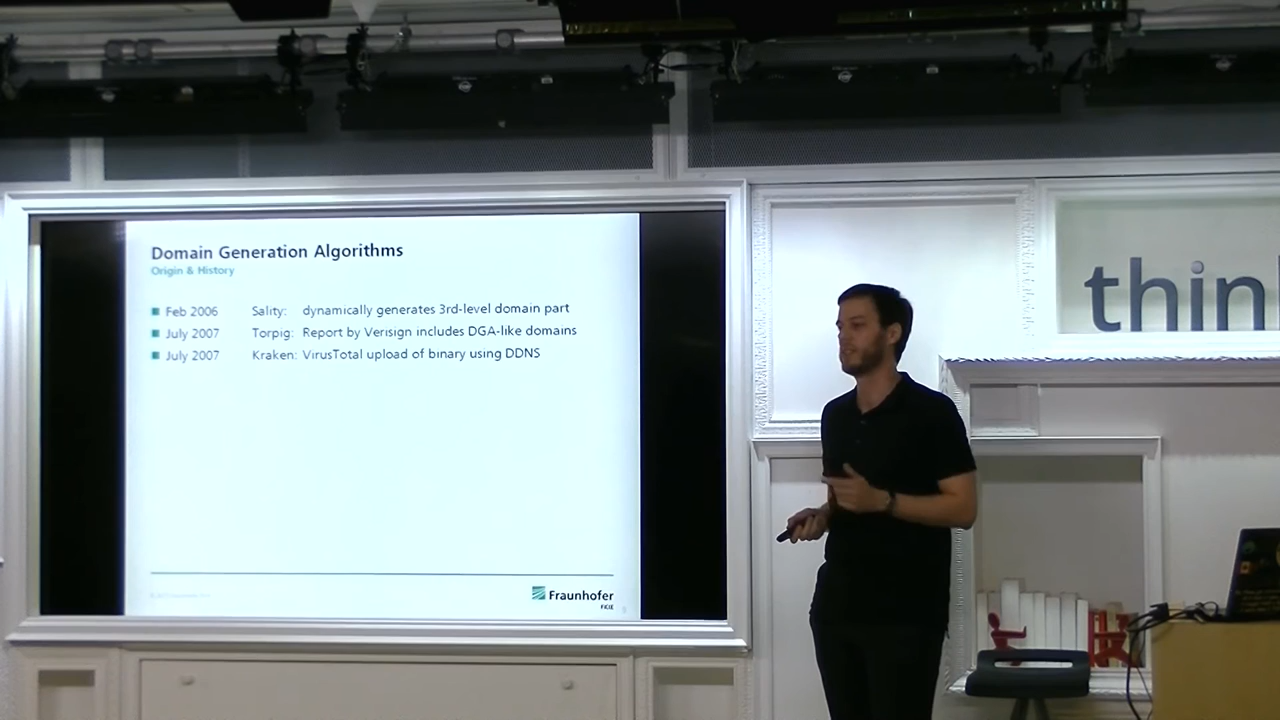 Domain Generation Algorithms
Origin & History
Feb 2006 Sality: dynamically generates 3rd-level domain part
July 2007 Torpig: Report by Verisign includes DGA-like domains
July 2007 Kraken: VirusTotal upload of binary using DDNS
Fraunhofer
FKIE
thin